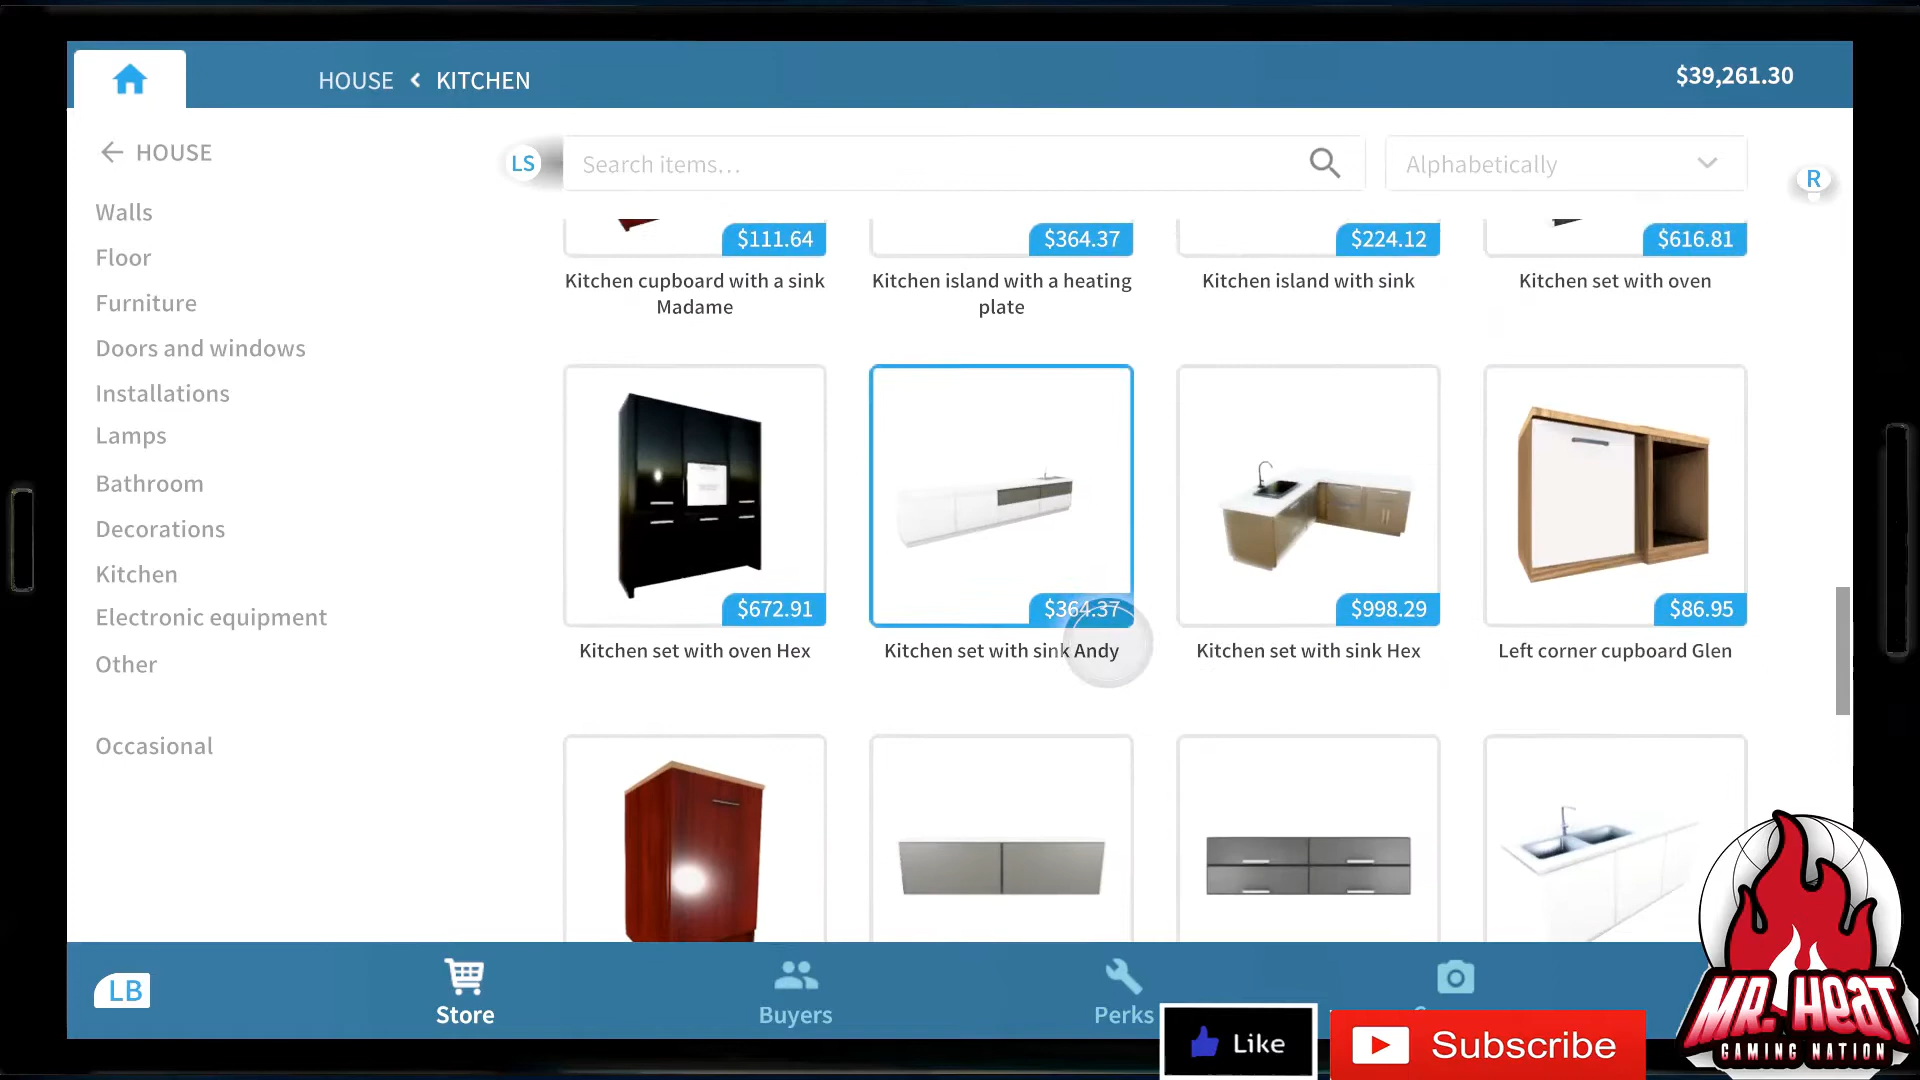 HOUSE < KITCHEN
$39,261.30
HOUSE
LS
Search items...
Alphabetically
R
Walls
Floor
Furniture
Doors and windows
Installations
Lamps
Bathroom
Decorations
Kitchen
Electronic equipment
Other
Occasional
$111.64
$364.37
$224.12
$616.81
Kitchen cupboard with a sink
Madame
Kitchen island with a heating
plate
Kitchen island with sink
Kitchen set with oven
$672.91
$364.37
$998.29
$86.95
Kitchen set with oven Hex
Kitchen set with sink Andy
Kitchen set with sink Hex
Left corner cupboard Glen
LB
Store
Buyers
Perks
Like
Subscribe
MR. HEAT
GAMING NATION